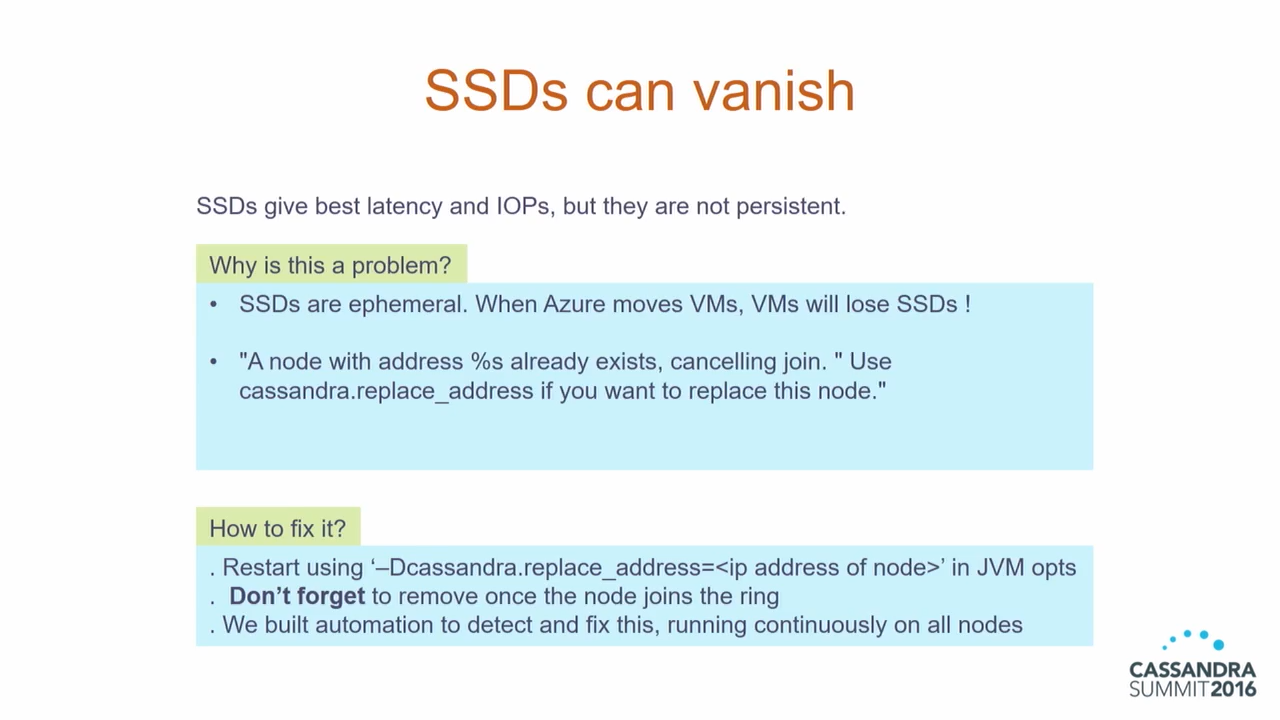 SSDs can vanish
SSDs give best latency and IOPs, but they are not persistent.
Why is this a problem?
• SSDs are ephemeral. When Azure moves VMs, VMs will lose SSDs !
• "A node with address %s already exists, cancelling join. " Use
cassandra.replace_address if you want to replace this node."
How to fix it?
. Restart using ‘–Dcassandra.replace_address=<ip address of node>’ in JVM opts
. Don’t forget to remove once the node joins the ring
. We built automation to detect and fix this, running continuously on all nodes
CASSANDRA
SUMMIT2016